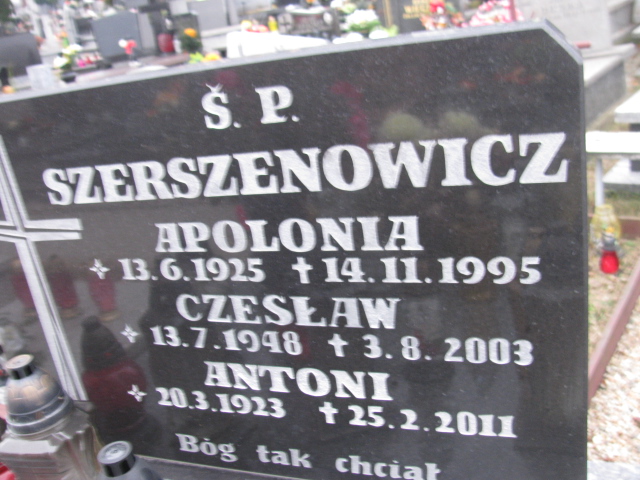 Ś. P.
SZERSZENOWICZ
APOLONIA
13.6.1925 † 14.11.1995
CZESŁAW
13.7.1948 † 3.8.2003
ANTONI
20.3.1923 † 25.2.2011
Bóg tak chciał